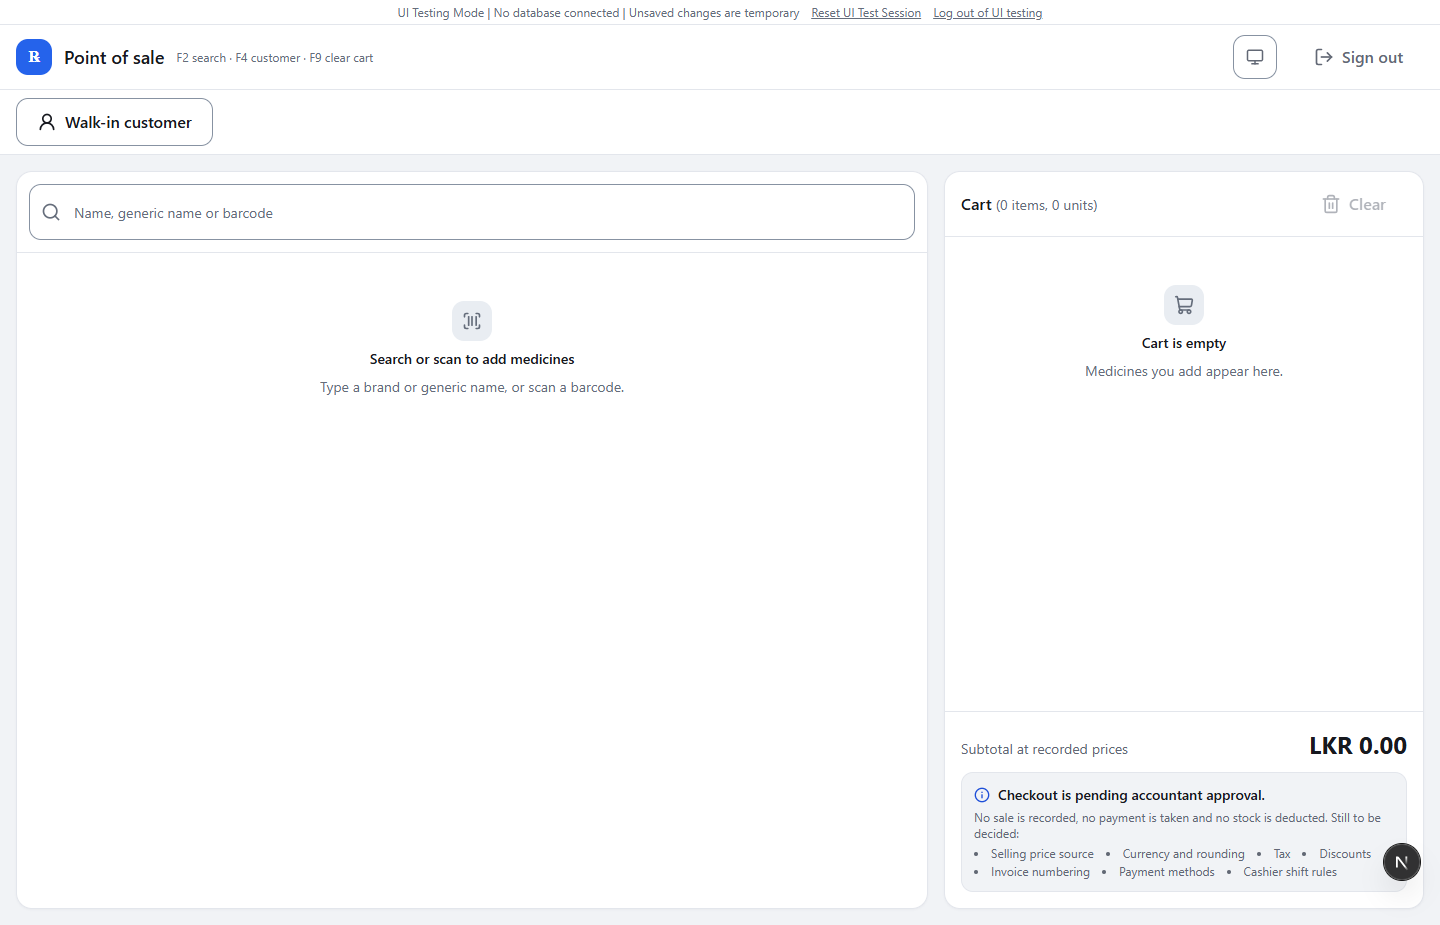 UI Testing Mode | No database connected | Unsaved changes are temporary Reset UI Test Session Log out of UI testing
℞ Point of sale F2 search · F4 customer · F9 clear cart Sign out
Walk-in customer
Name, generic name or barcode
Search or scan to add medicines
Type a brand or generic name, or scan a barcode.
Cart (0 items, 0 units) Clear
Cart is empty
Medicines you add appear here.
Subtotal at recorded prices LKR 0.00
Checkout is pending accountant approval.
No sale is recorded, no payment is taken and no stock is deducted. Still to be
decided:
• Selling price source • Currency and rounding • Tax • Discounts
• Invoice numbering • Payment methods • Cashier shift rules
N